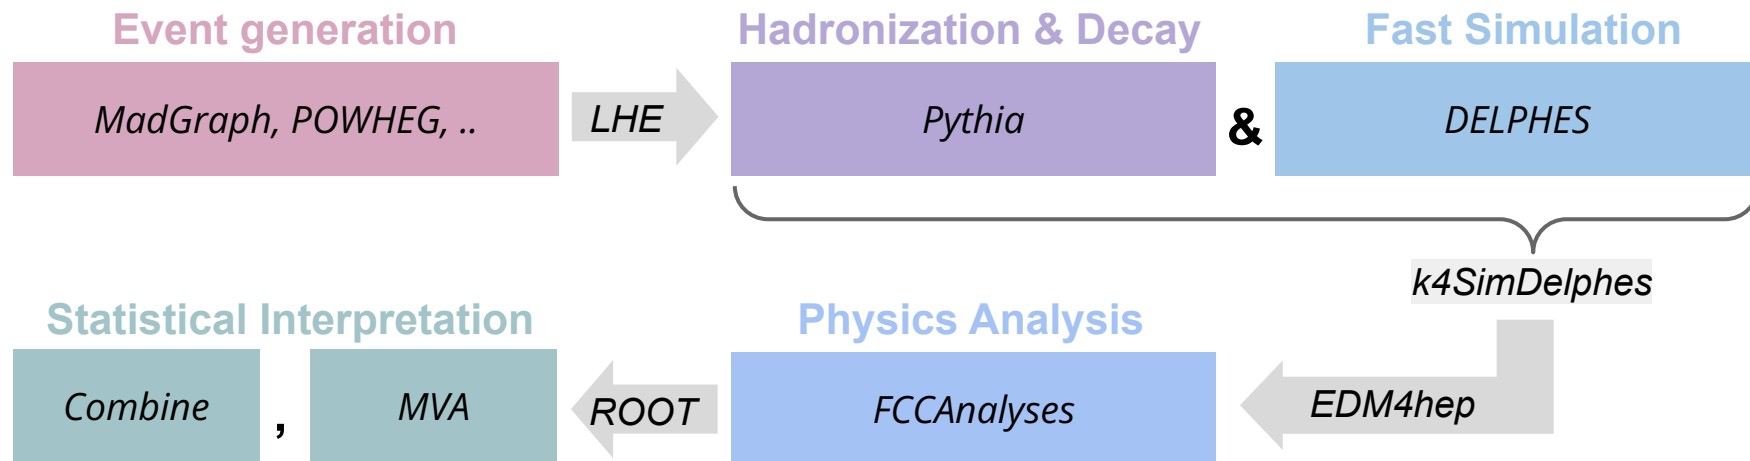 Event generation
Hadronization & Decay
Fast Simulation
MadGraph, POWHEG, ..
LHE
Pythia
&
DELPHES
k4SimDelphes
Statistical Interpretation
Physics Analysis
Combine
,
MVA
ROOT
FCCAnalyses
EDM4hep